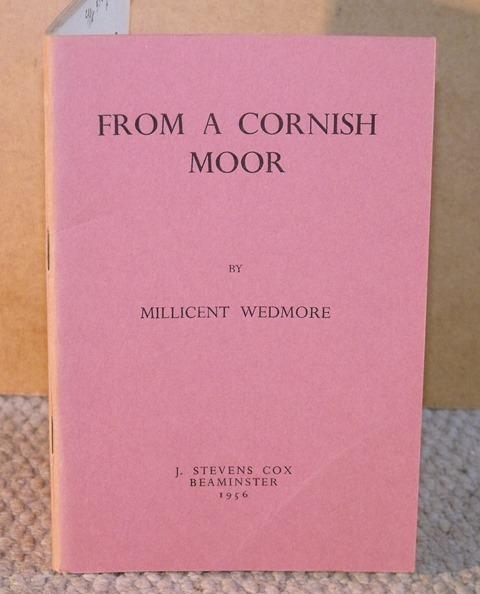 FROM A CORNISH
MOOR
BY
MILLICENT WEDMORE
J. STEVENS COX
BEAMINSTER
1956